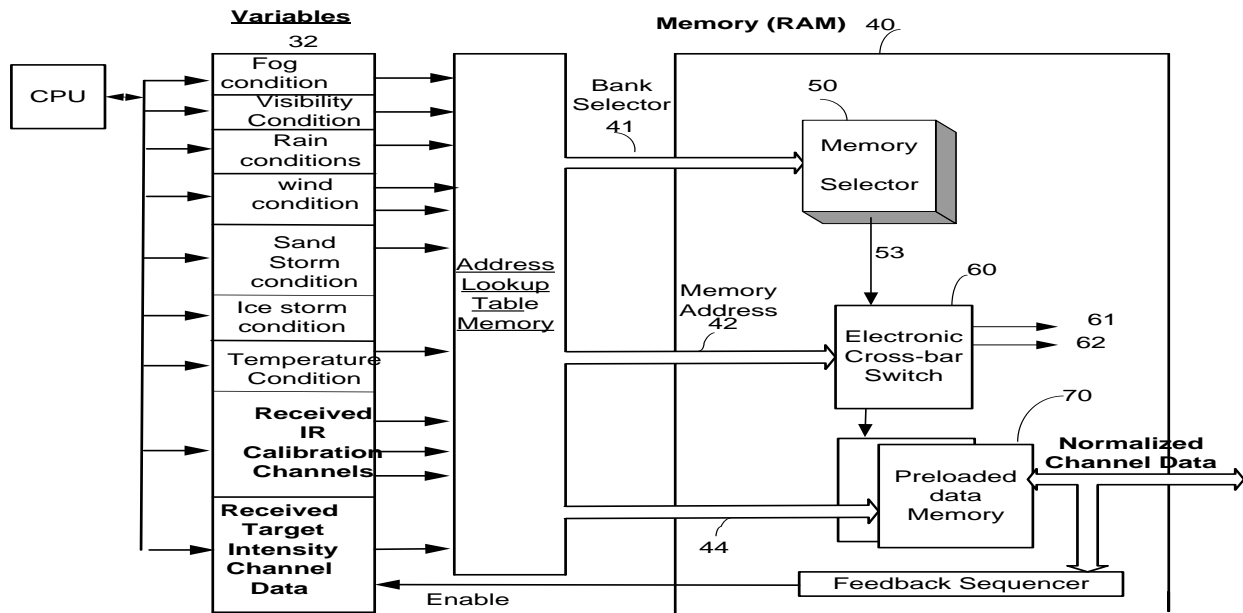 Variables
32
Memory (RAM)
40
CPU
Fog
condition
Visibility
Condition
Rain
conditions
wind
condition
Sand
Storm
condition
Ice storm
condition
Temperature
Condition
Received
IR
Calibration
Channels
Received
Target
Intensity
Channel
Data
Address
Lookup
Table
Memory
Bank
Selector
41
50
Memory
Selector
53
Memory
Address
42
60
Electronic
Cross-bar
Switch
61
62
70
Preloaded
data
Memory
Normalized
Channel Data
44
Feedback Sequencer
Enable